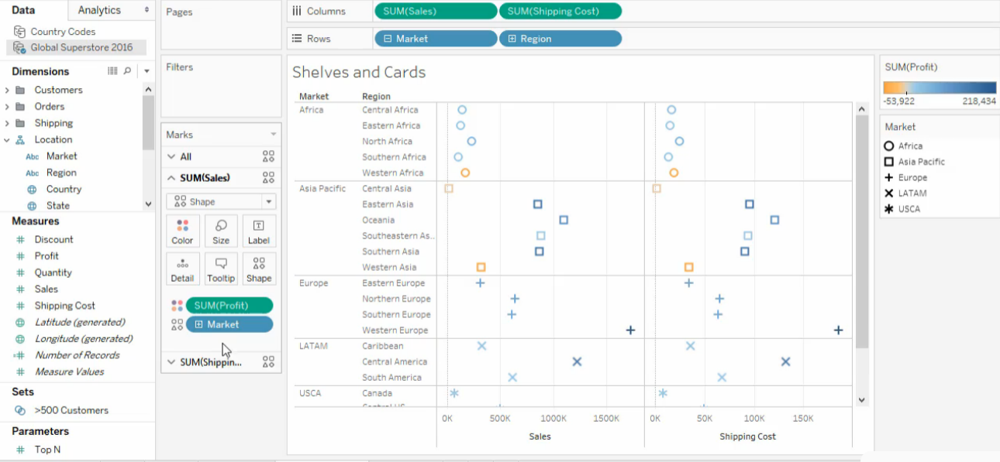 Data
Analytics
Country Codes
Global Superstore 2016
Dimensions
Customers
Orders
Shipping
Location
Abc Market
Abc Region
Country
State
Measures
# Discount
# Profit
# Quantity
# Sales
# Shipping Cost
Latitude (generated)
Longitude (generated)
=# Number of Records
# Measure Values
Sets
>500 Customers
Parameters
# Top N
Pages
Filters
Marks
All
SUM(Sales)
Shape
Color Size Label
Detail Tooltip Shape
SUM(Profit)
Market
SUM(Shippin...
Columns SUM(Sales) SUM(Shipping Cost)
Rows Market Region
Shelves and Cards
Market Region
Africa Central Africa
Eastern Africa
North Africa
Southern Africa
Western Africa
Asia Pacific Central Asia
Eastern Asia
Oceania
Southeastern As..
Southern Asia
Western Asia
Europe Eastern Europe
Northern Europe
Southern Europe
Western Europe
LATAM Caribbean
Central America
South America
USCA Canada
Central US
0K 500K 1000K 1500K 0K 50K 100K 150K
Sales Shipping Cost
SUM(Profit)
-53,922 218,434
Market
Africa
Asia Pacific
Europe
LATAM
USCA